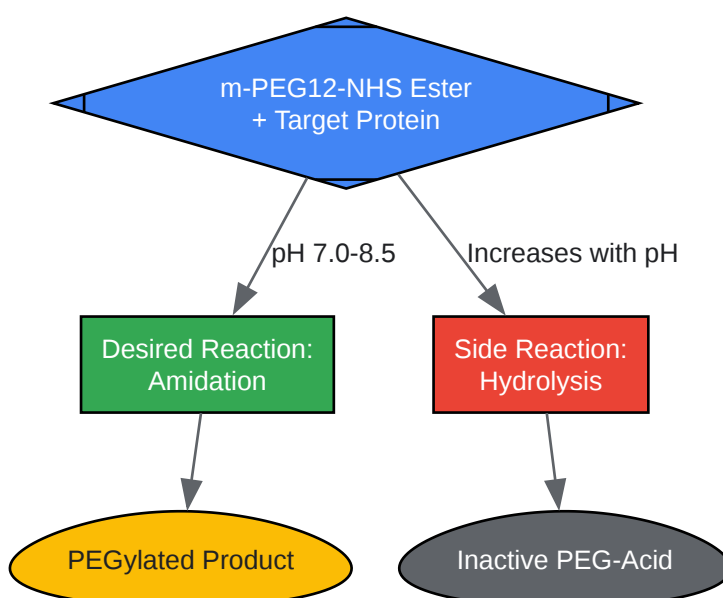 m-PEG12-NHS Ester
+ Target Protein
pH 7.0-8.5
Increases with pH
Desired Reaction:
Amidation
Side Reaction:
Hydrolysis
PEGylated Product
Inactive PEG-Acid